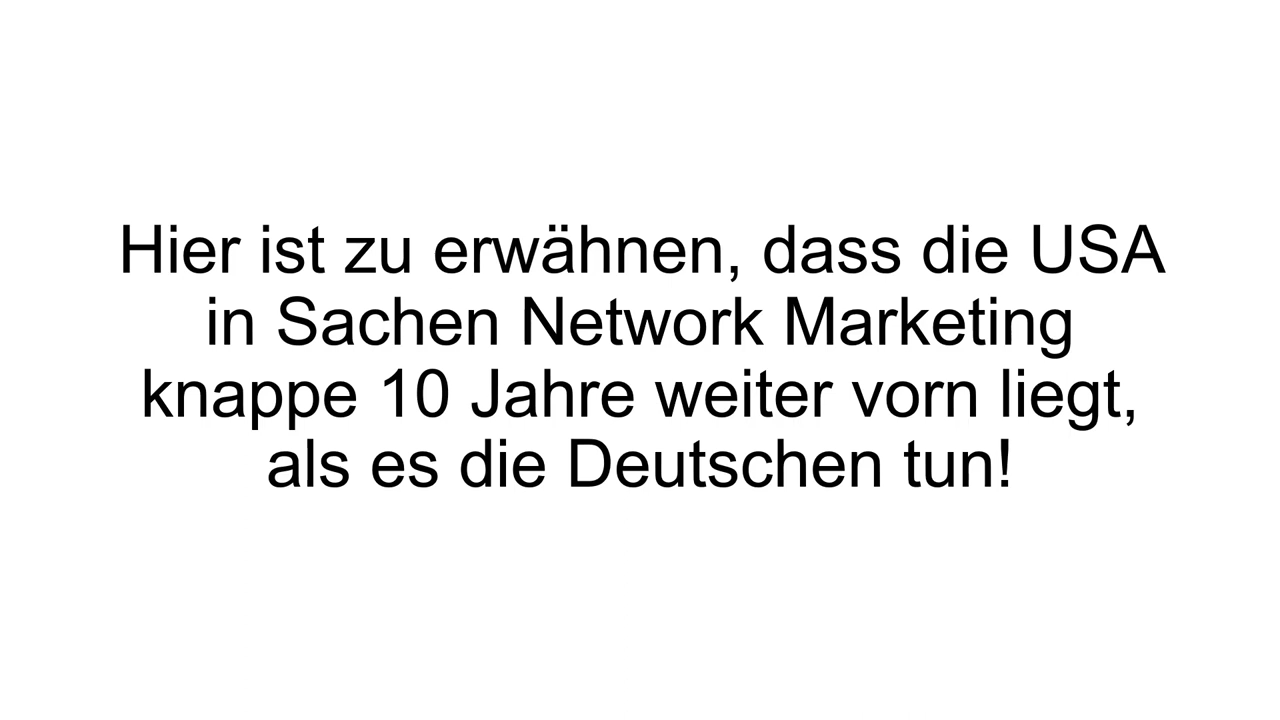 Hier ist zu erwähnen, dass die USA
in Sachen Network Marketing
knappe 10 Jahre weiter vorn liegt,
als es die Deutschen tun!